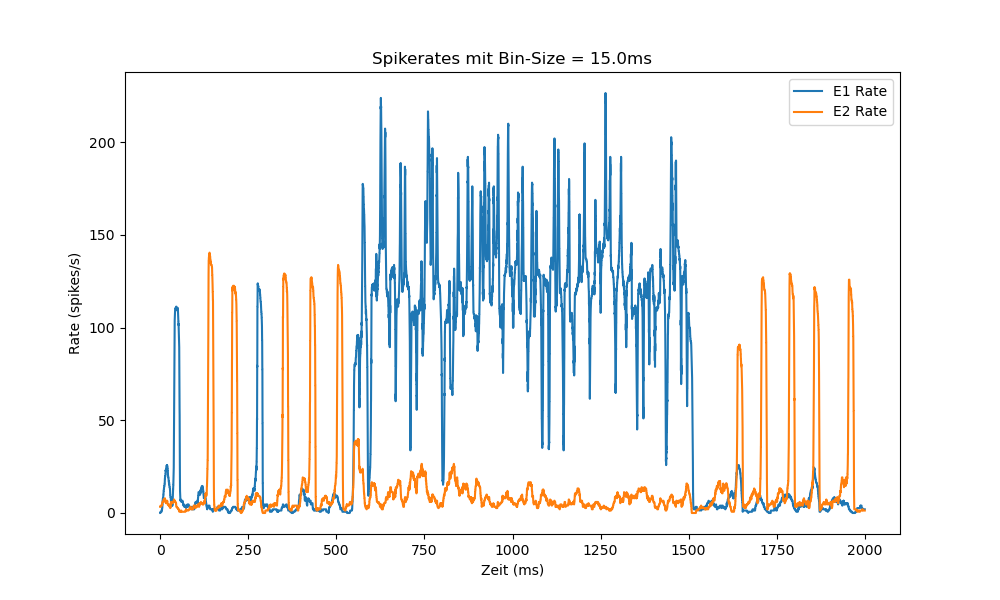 Spikerates mit Bin-Size = 15.0ms
E1 Rate
E2 Rate
Rate (spikes/s)
200
150
100
50
0
0 250 500 750 1000 1250 1500 1750 2000
Zeit (ms)